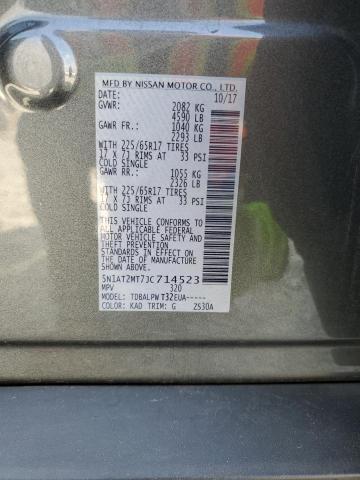 MFD BY NISSAN MOTOR CO., LTD.
DATE: 10/17
GVWR: 2082 KG
4590 LB
GAWR FR.: 1040 KG
2293 LB
WITH 225/65R17 TIRES
17 X 7J RIMS AT 33 PSI
COLD SINGLE
GAWR RR.: 1055 KG
2326 LB
WITH 225/65R17 TIRES
17 X 7J RIMS AT 33 PSI
COLD SINGLE
THIS VEHICLE CONFORMS TO
ALL APPLICABLE FEDERAL
MOTOR VEHICLE SAFETY
STANDARDS IN EFFECT ON
THE DATE OF MANUFACTURE
SHOWN ABOVE.
5N1AT2MT7JC714523
MPV 320
MODEL: TDBALPW T32EUA-----
COLOR: KAD TRIM: G ZS30A